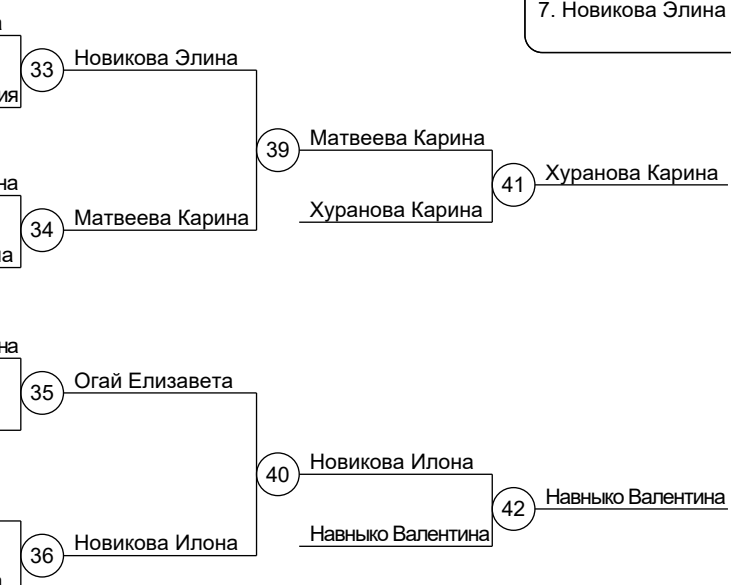 7. Новикова Элина
33
Новикова Элина
39
Матвеева Карина
41
Хуранова Карина
Хуранова Карина
34
Матвеева Карина
35
Огай Елизавета
40
Новикова Илона
42
Навныко Валентина
Навныко Валентина
36
Новикова Илона